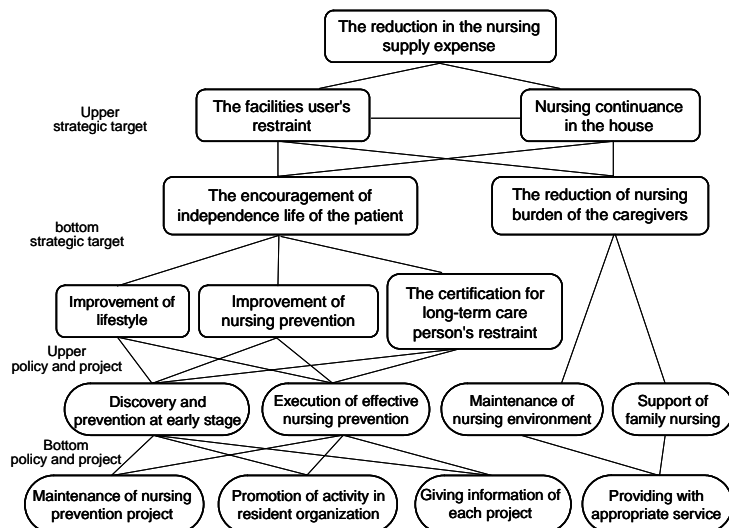 The reduction in the nursing
supply expense
Upper
strategic target
The facilities user's
restraint
Nursing continuance
in the house
The encouragement of
independence life of the patient
The reduction of nursing
burden of the caregivers
bottom
strategic target
Improvement of
lifestyle
Improvement of
nursing prevention
The certification for
long-term care
person's restraint
Upper
policy and project
Discovery and
prevention at early stage
Execution of effective
nursing prevention
Maintenance of
nursing environment
Support of
family nursing
Bottom
policy and project
Maintenance of nursing
prevention project
Promotion of activity in
resident organization
Giving information of
each project
Providing with
appropriate service